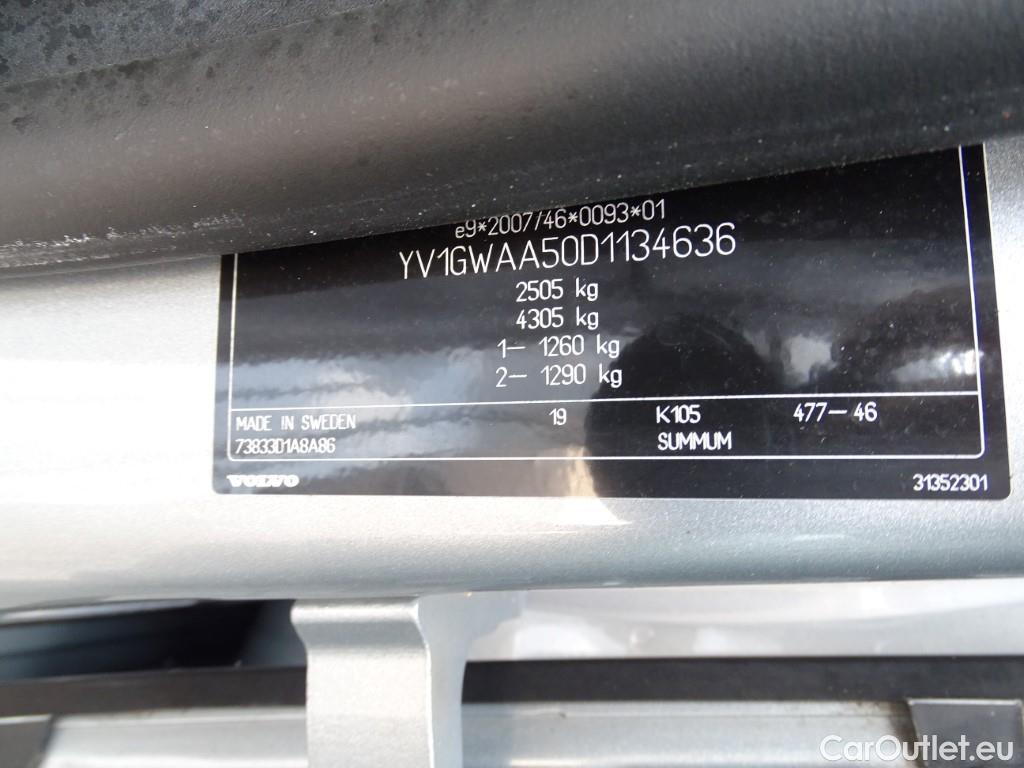 e9*2007/46*0093*01
YV1GWAA50D1134636
2505 kg
4305 kg
1– 1260 kg
2– 1290 kg
MADE IN SWEDEN 19 K105 477–46
73833D1A8A86 SUMMUM
VOLVO 31352301
CarOutlet.eu